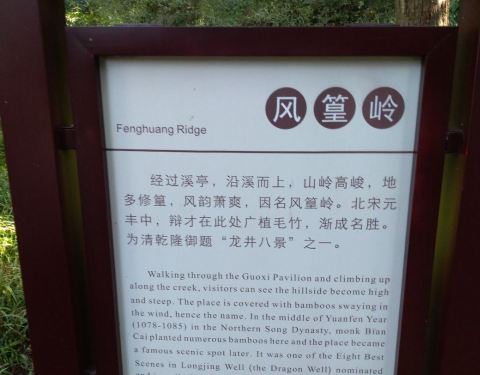 风篁岭
Fenghuang Ridge
经过溪亭，沿溪而上，山岭高峻，地
多修篁，风韵萧爽，因名风篁岭。北宋元
丰中，辩才在此处广植毛竹，渐成名胜。
为清乾隆御题“龙井八景”之一。
Walking through the Guoxi Pavilion and climbing up
along the creek, visitors can see the hillside become high
and steep. The place is covered with bamboos swaying in
the wind, hence the name. In the middle of Yuanfen Year
(1078-1085) in the Northern Song Dynasty, monk Bian
Cai planted numerous bamboos here and the place became
a famous scenic spot later. It was one of the Eight Best
Scenes in Longjing Well (the Dragon Well) nominated